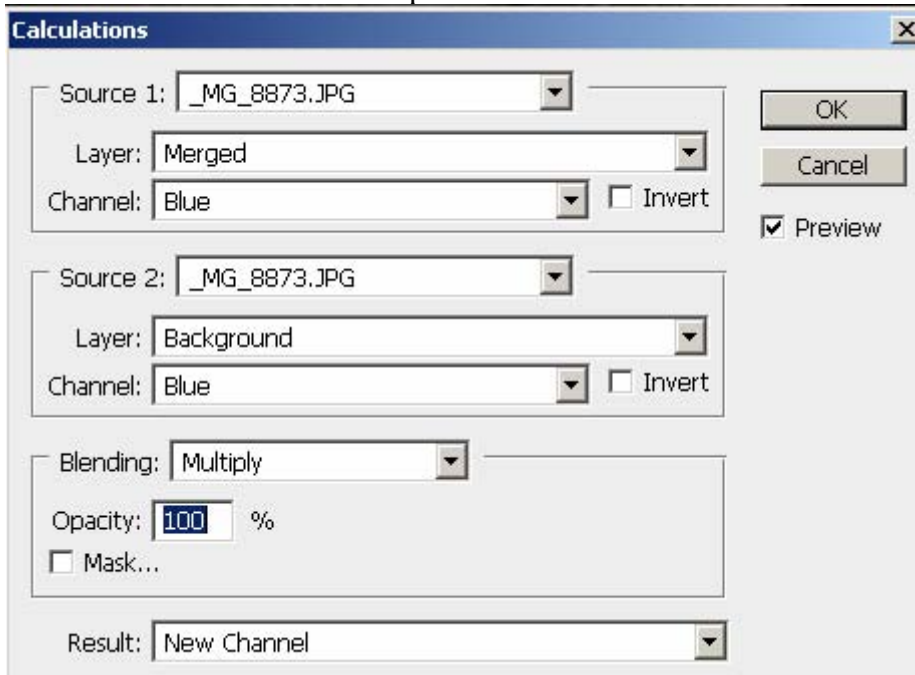 Calculations
Source 1: _MG_8873.JPG
OK
Layer: Merged
Cancel
Channel: Blue Invert
Preview
Source 2: _MG_8873.JPG
Layer: Background
Channel: Blue Invert
Blending: Multiply
Opacity: 100 %
Mask...
Result: New Channel